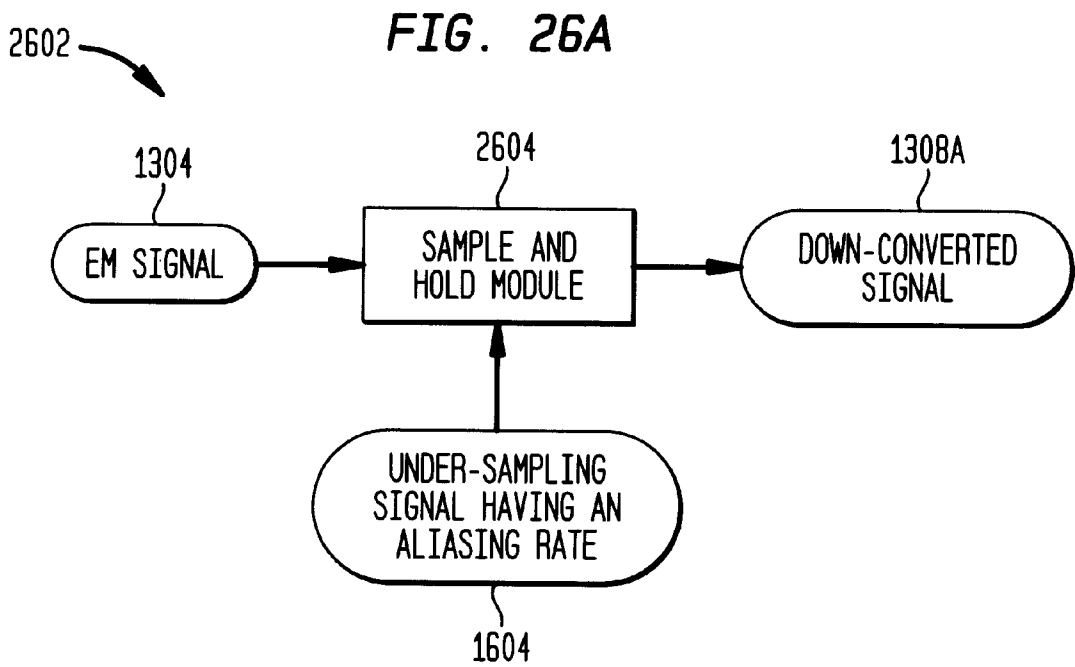 FIG. 26A
2602
1304
2604
1308A
EM SIGNAL
SAMPLE AND
HOLD MODULE
DOWN-CONVERTED
SIGNAL
UNDER-SAMPLING
SIGNAL HAVING AN
ALIASING RATE
1604